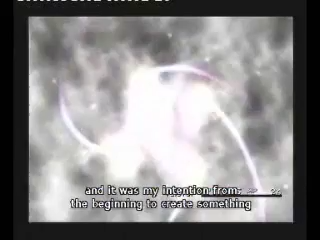 and it was my intention from
the beginning to create something